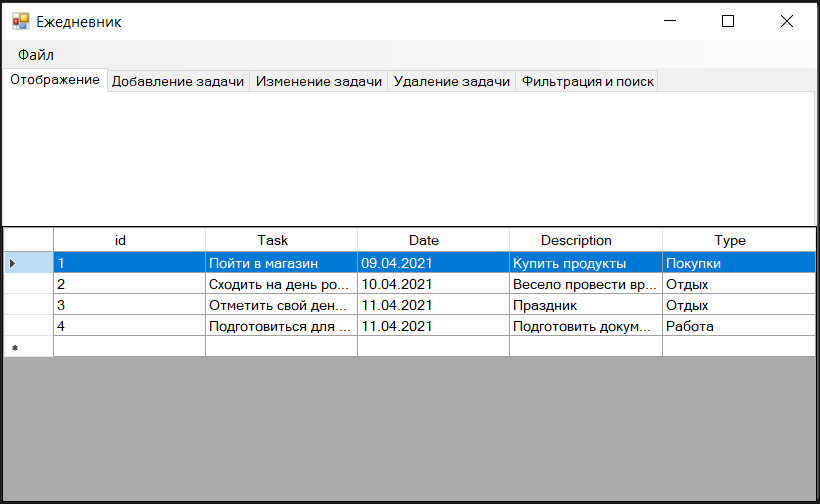 Ежедневник
Файл
Отображение Добавление задачи Изменение задачи Удаление задачи Фильтрация и поиск
id Task Date Description Type
1 Пойти в магазин 09.04.2021 Купить продукты Покупки
2 Сходить на день ро... 10.04.2021 Весело провести вр... Отдых
3 Отметить свой ден... 11.04.2021 Праздник Отдых
4 Подготовиться для ... 11.04.2021 Подготовить докум... Работа